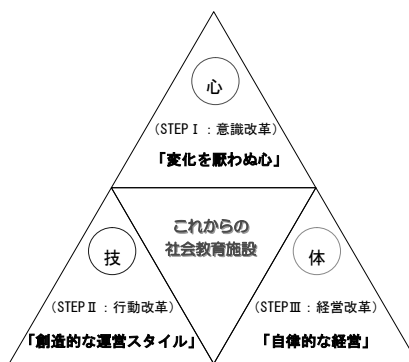 心
（STEPⅠ：意識改革）
「変化を厭わぬ心」
これからの
社会教育施設
技
（STEPⅡ：行動改革）
「創造的な運営スタイル」
体
（STEPⅢ：経営改革）
「自律的な経営」